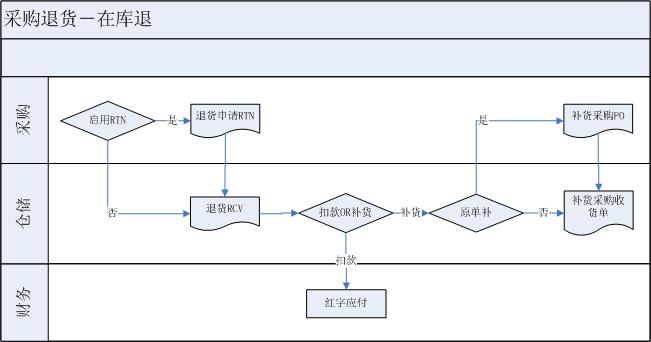 采购退货－在库退
采购
启用RTN
是
退货申请RTN
是
补货采购PO
仓储
否
退货RCV
扣款OR补货
补货
原单补
否
补货采购收
货单
扣款
财务
红字应付